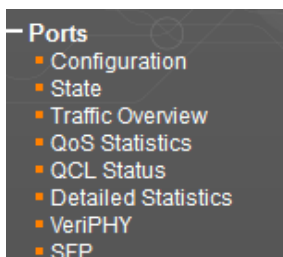 Ports
Configuration
State
Traffic Overview
QoS Statistics
QCL Status
Detailed Statistics
VeriPHY
SFP